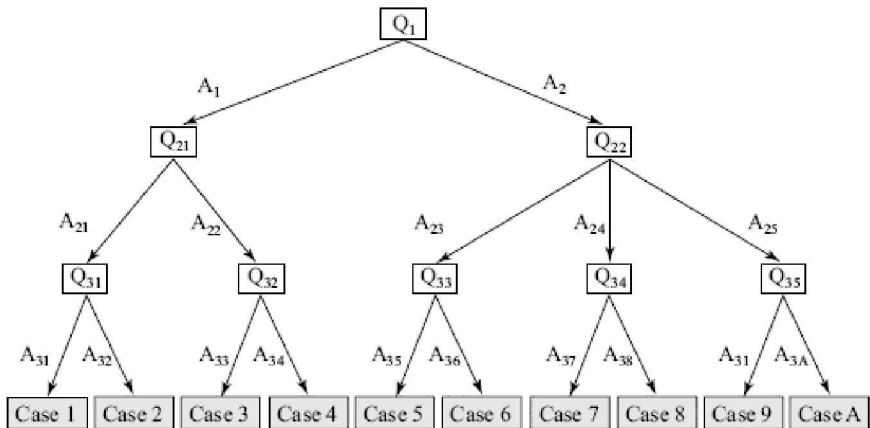 Q1
A1 A2
Q21 Q22
A21 A22 A23 A24 A25
Q31 Q32 Q33 Q34 Q35
A31 A32 A33 A34 A35 A36 A37 A38 A31 A3A
Case 1 Case 2 Case 3 Case 4 Case 5 Case 6 Case 7 Case 8 Case 9 Case A